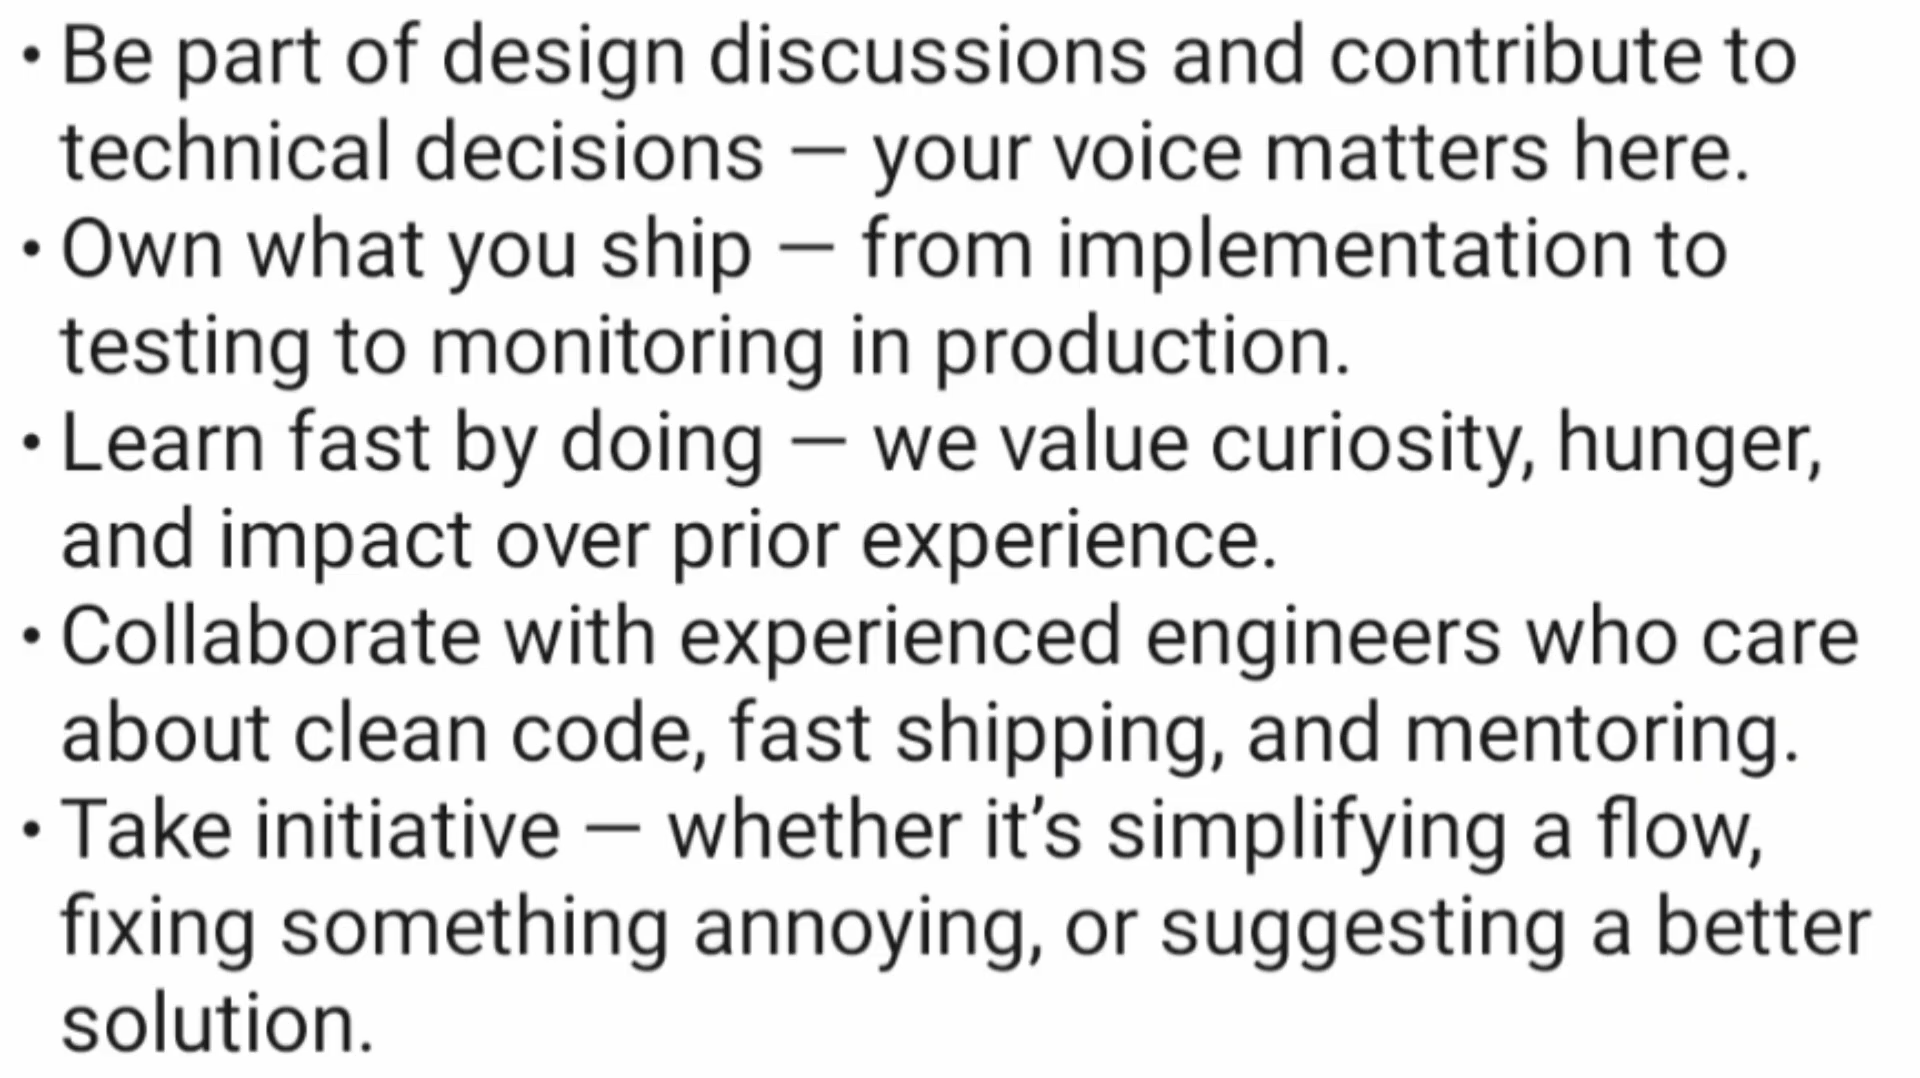 • Be part of design discussions and contribute to
technical decisions — your voice matters here.
• Own what you ship — from implementation to
testing to monitoring in production.
• Learn fast by doing — we value curiosity, hunger,
and impact over prior experience.
• Collaborate with experienced engineers who care
about clean code, fast shipping, and mentoring.
• Take initiative — whether it’s simplifying a flow,
fixing something annoying, or suggesting a better
solution.